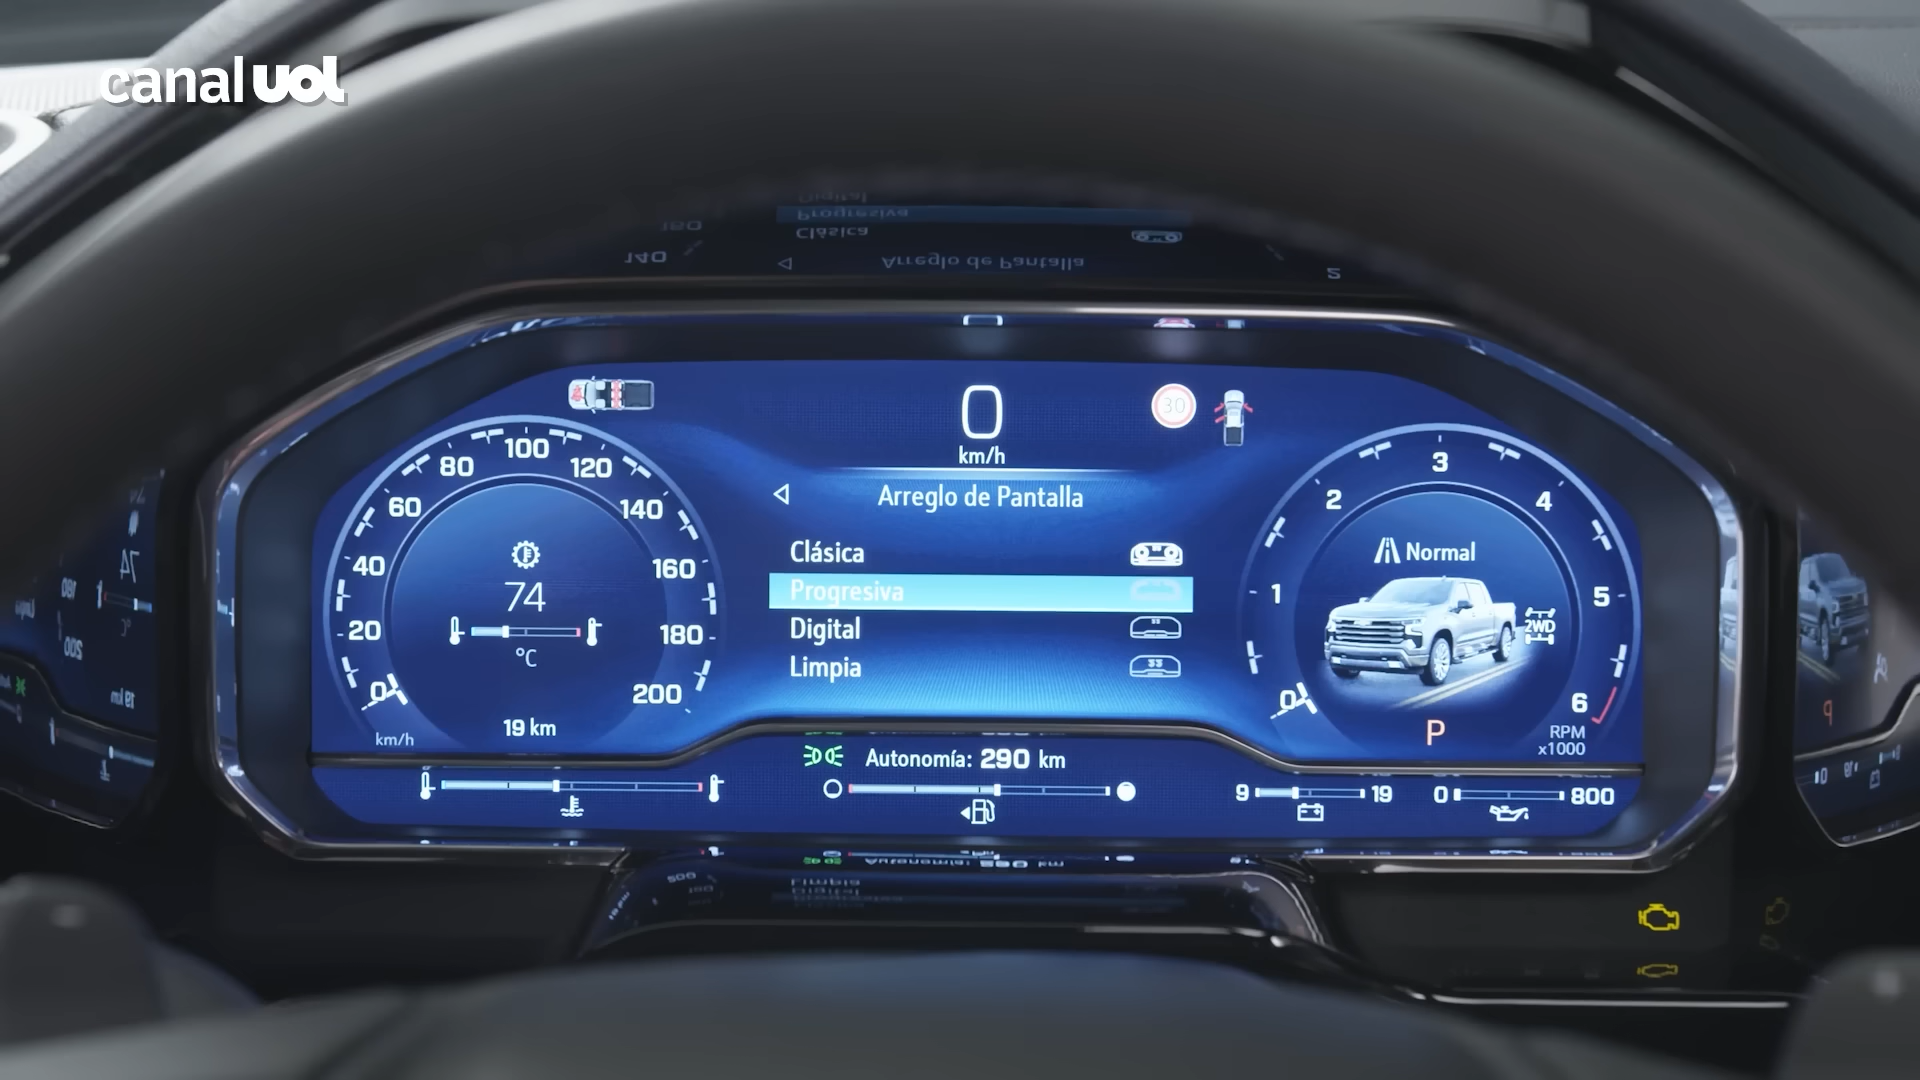 canal uol
0
km/h
30
Arreglo de Pantalla
Clásica
Progresiva
Digital
Limpia
0
20
40
60
80
100
120
140
160
180
200
km/h
74
°C
19 km
0
1
2
3
4
5
6
RPM
x1000
Normal
2WD
P
Autonomía: 290 km
9 19
0 800